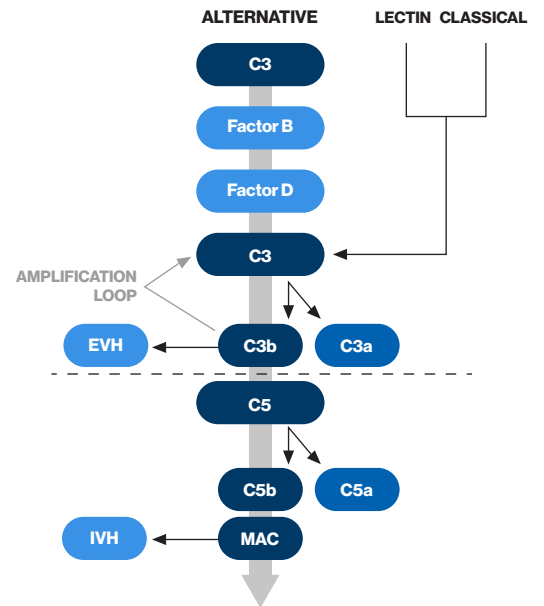 ALTERNATIVE
LECTIN CLASSICAL
C3
Factor B
Factor D
C3
AMPLIFICATION
LOOP
EVH
C3b
C3a
C5
C5b
C5a
IVH
MAC